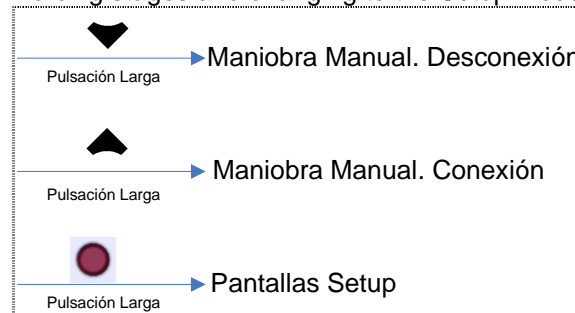 Maniobra Manual. Desconexión
Pulsación Larga
Maniobra Manual. Conexión
Pulsación Larga
Pantallas Setup
Pulsación Larga